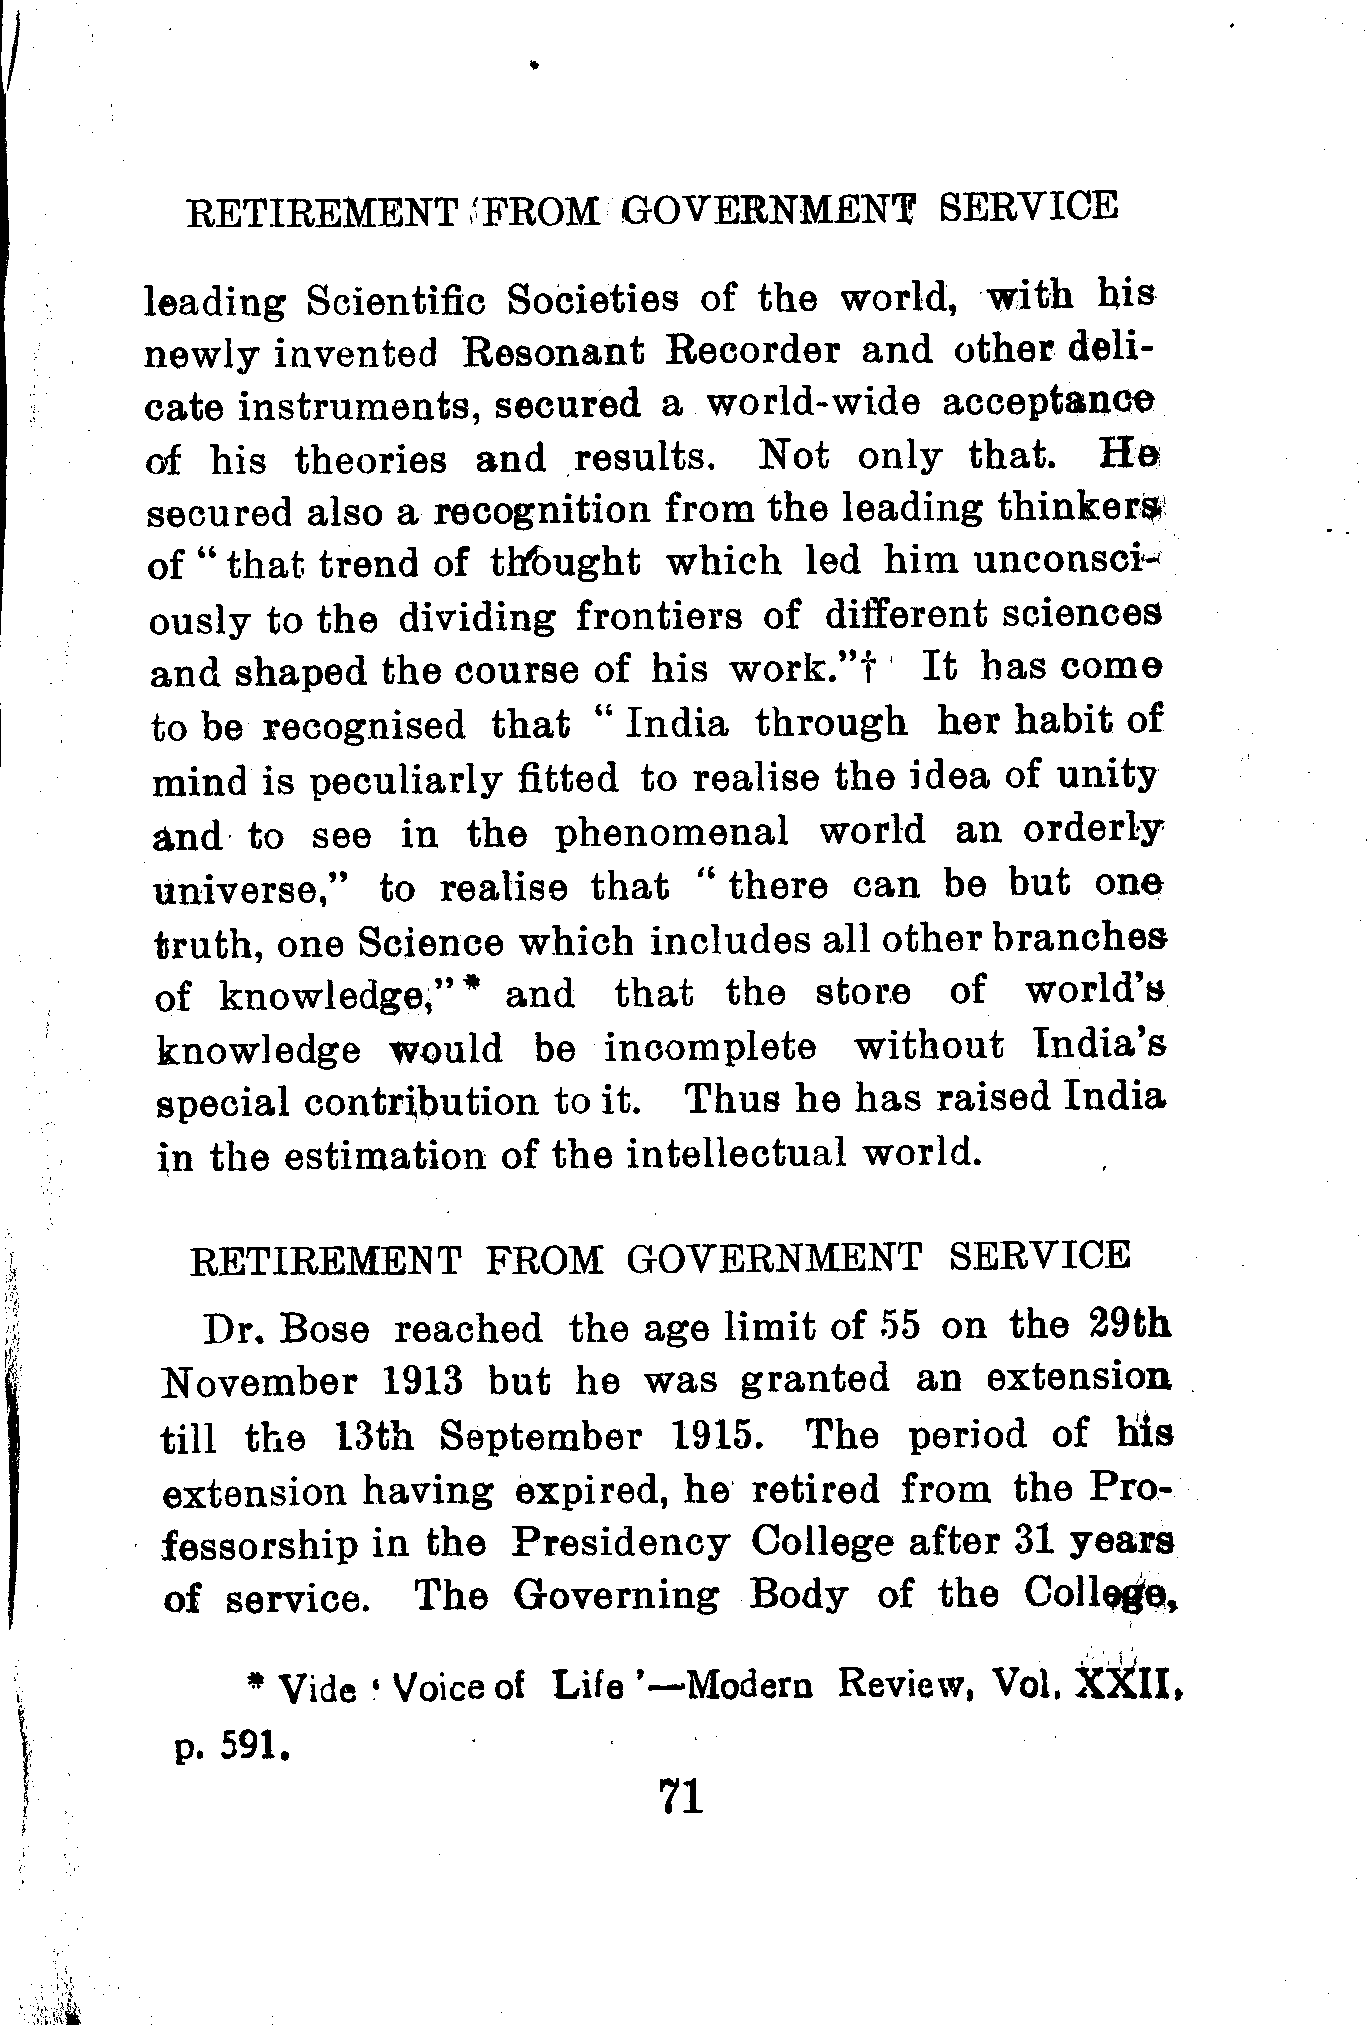 RETIREMENT FROM GOVERNMENT SERVICE
leading Scientific Societies of the world, with his
newly invented Resonant Recorder and other deli-
cate instruments, secured a world-wide acceptance
of his theories and results. Not only that. He
secured also a recognition from the leading thinkers
of “ that trend of thought which led him unconsci-
ously to the dividing frontiers of different sciences
and shaped the course of his work.”† It has come
to be recognised that “ India through her habit of
mind is peculiarly fitted to realise the idea of unity
and to see in the phenomenal world an orderly
universe,” to realise that “ there can be but one
truth, one Science which includes all other branches
of knowledge,”* and that the store of world’s
knowledge would be incomplete without India’s
special contribution to it. Thus he has raised India
in the estimation of the intellectual world.
RETIREMENT FROM GOVERNMENT SERVICE
Dr. Bose reached the age limit of 55 on the 29th
November 1913 but he was granted an extension
till the 13th September 1915. The period of his
extension having expired, he retired from the Pro-
fessorship in the Presidency College after 31 years
of service. The Governing Body of the College,
* Vide ‘ Voice of Life ’—Modern Review, Vol. XXII,
p. 591.
71